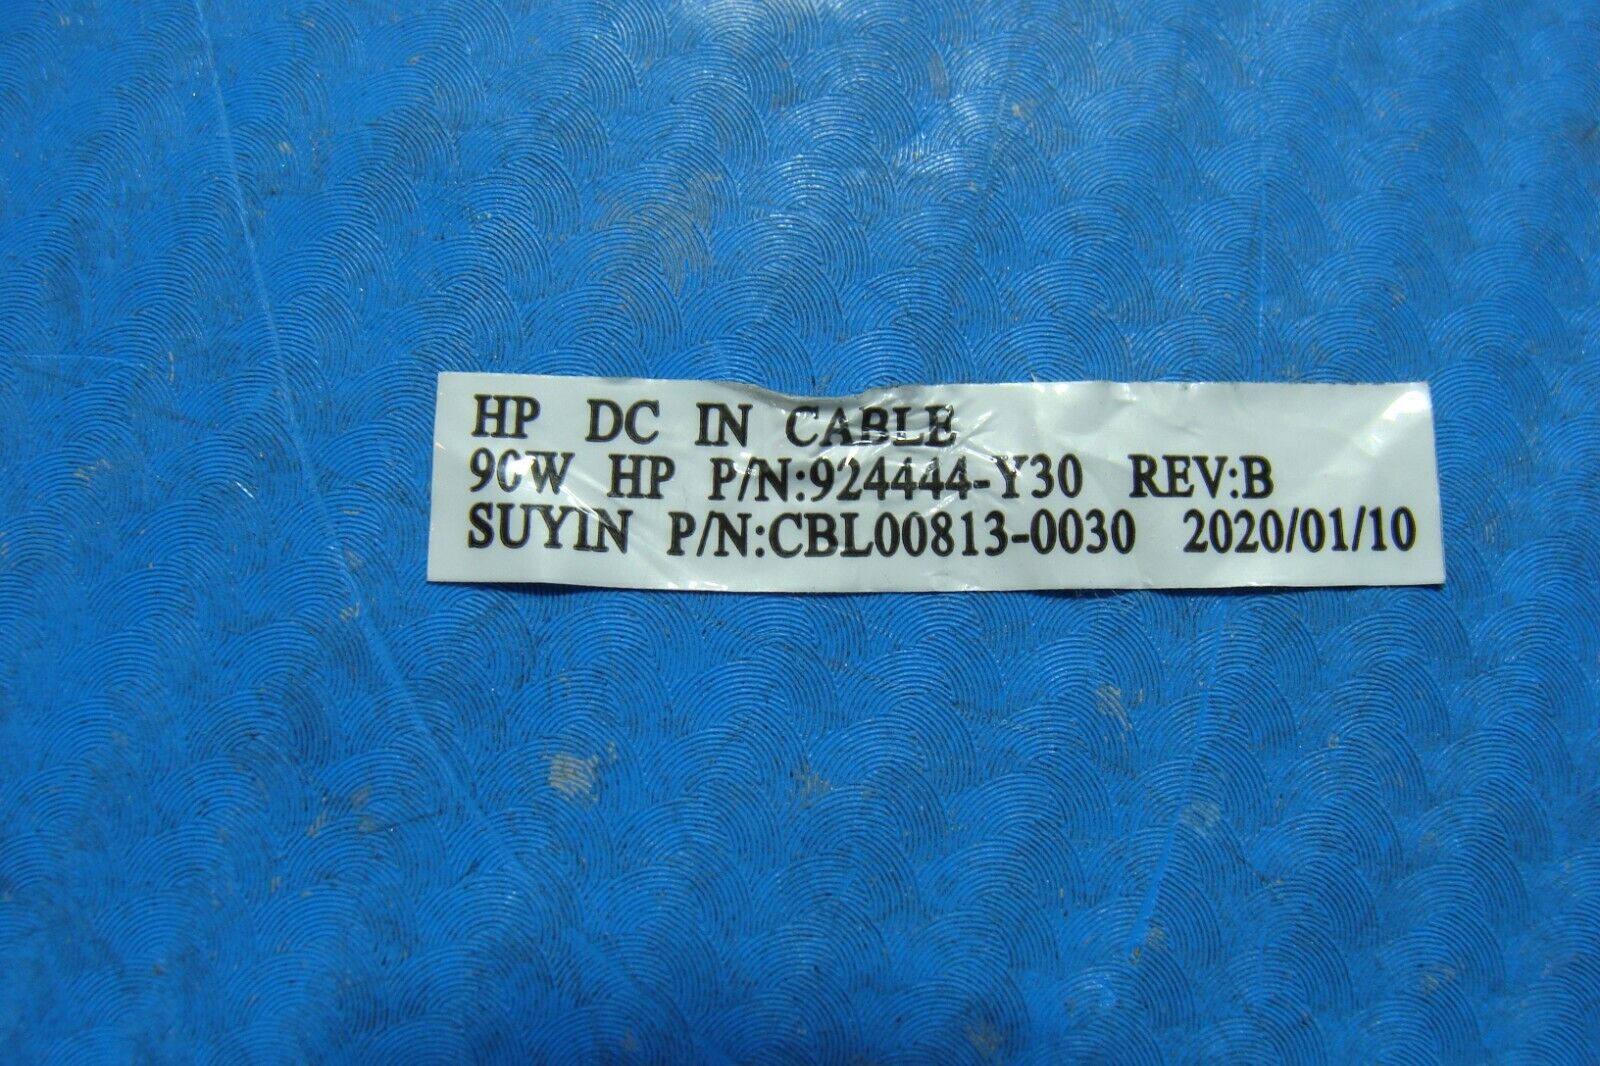 HP DC IN CABLE
90W HP P/N:924444-Y30 REV:B
SUYIN P/N:CBL00813-0030 2020/01/10